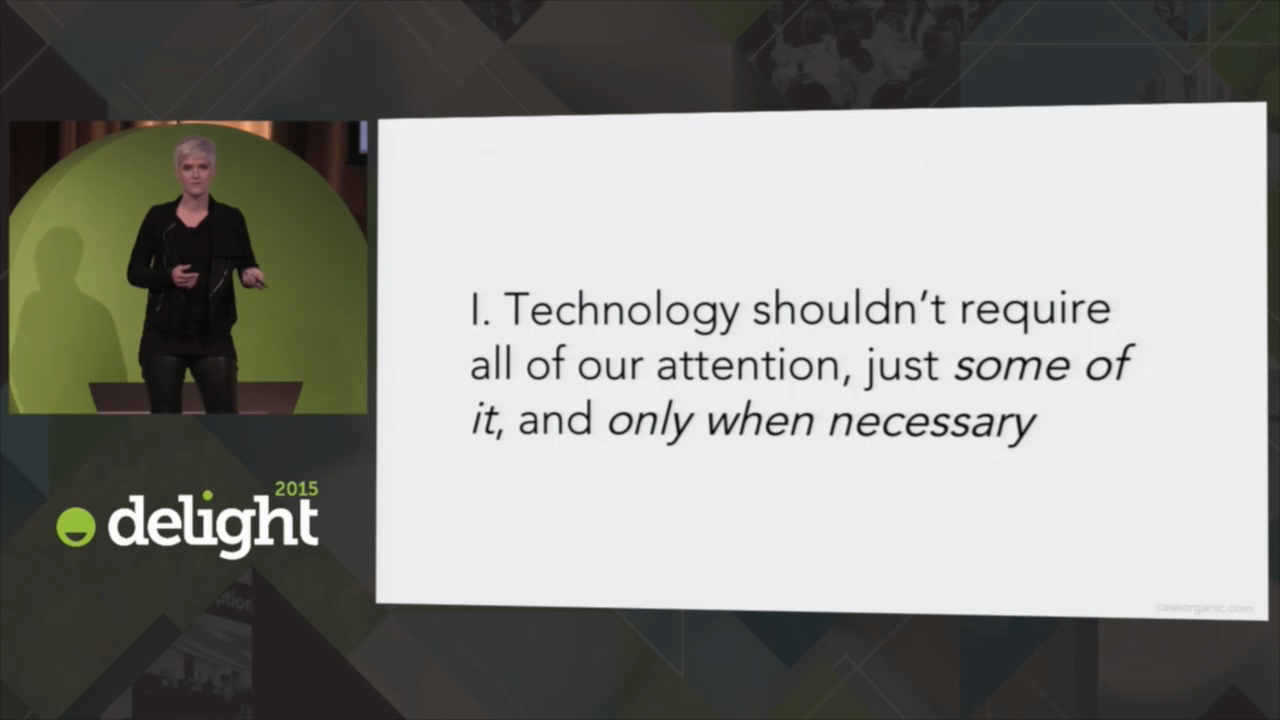 I. Technology shouldn't require
all of our attention, just some of
it, and only when necessary
caseorganic.com
2015
delight
ption